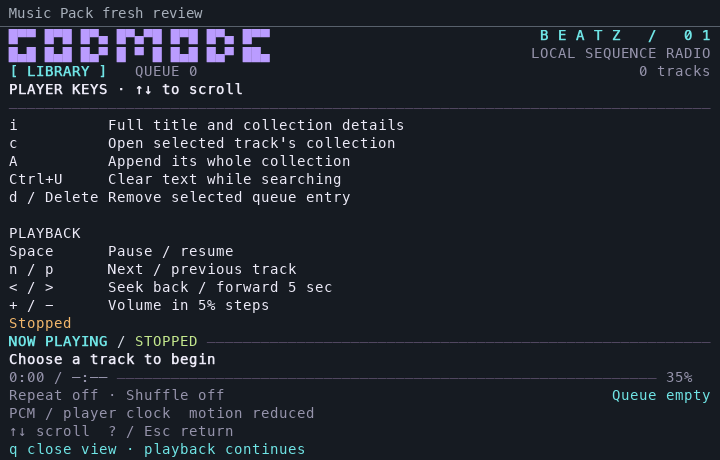 Music Pack fresh review
GODMODE
B E A T Z / 0 1
LOCAL SEQUENCE RADIO
[ LIBRARY ] QUEUE 0 0 tracks
PLAYER KEYS · ↑↓ to scroll
i Full title and collection details
c Open selected track's collection
A Append its whole collection
Ctrl+U Clear text while searching
d / Delete Remove selected queue entry
PLAYBACK
Space Pause / resume
n / p Next / previous track
< / > Seek back / forward 5 sec
+ / − Volume in 5% steps
Stopped
NOW PLAYING / STOPPED
Choose a track to begin
0:00 / —:—— 35%
Repeat off · Shuffle off Queue empty
PCM / player clock motion reduced
↑↓ scroll ? / Esc return
q close view · playback continues